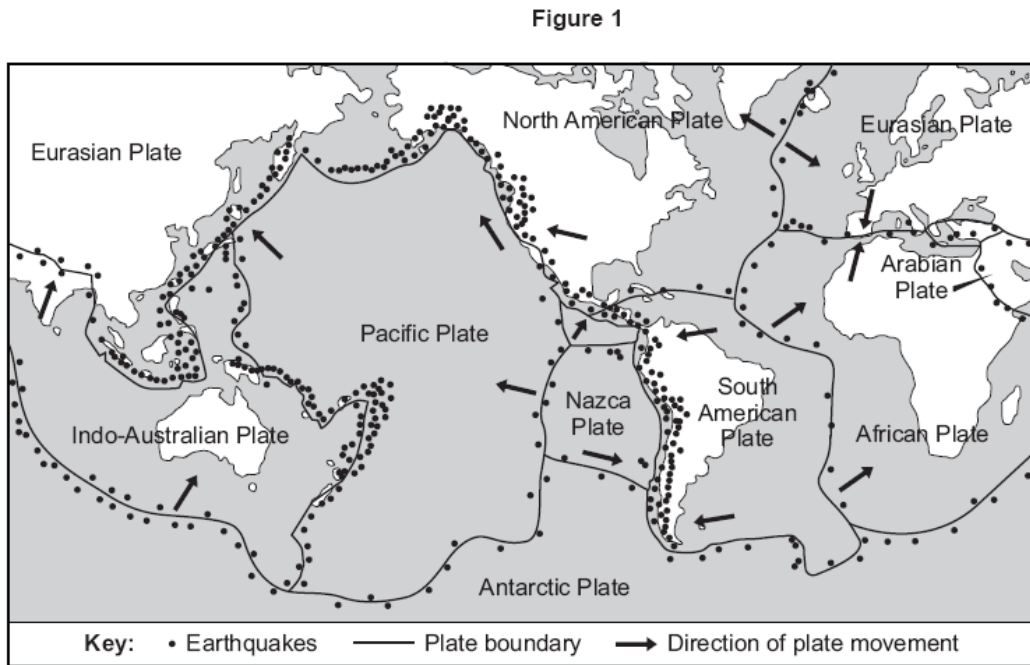 Figure 1
North American Plate
Eurasian Plate
Eurasian Plate
Arabian
Plate
Pacific Plate
Nazca
Plate
South
American
Plate
Indo-Australian Plate
African Plate
Antarctic Plate
Key: • Earthquakes — Plate boundary → Direction of plate movement